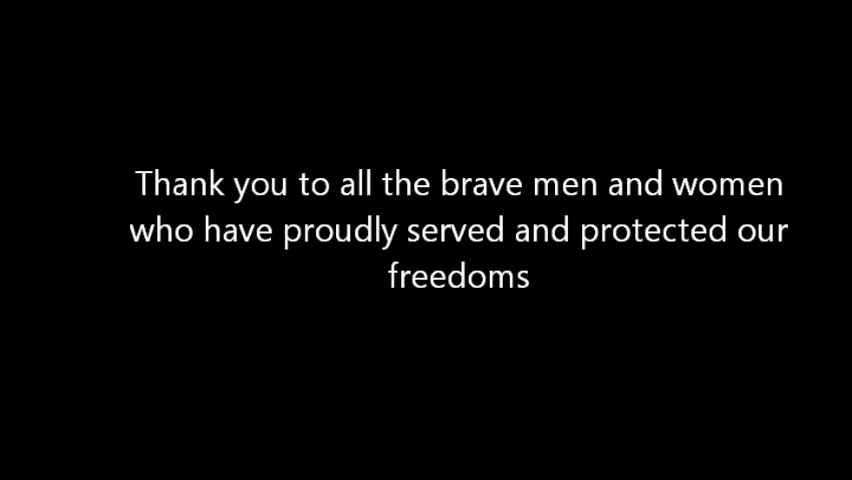 Thank you to all the brave men and women
who have proudly served and protected our
freedoms